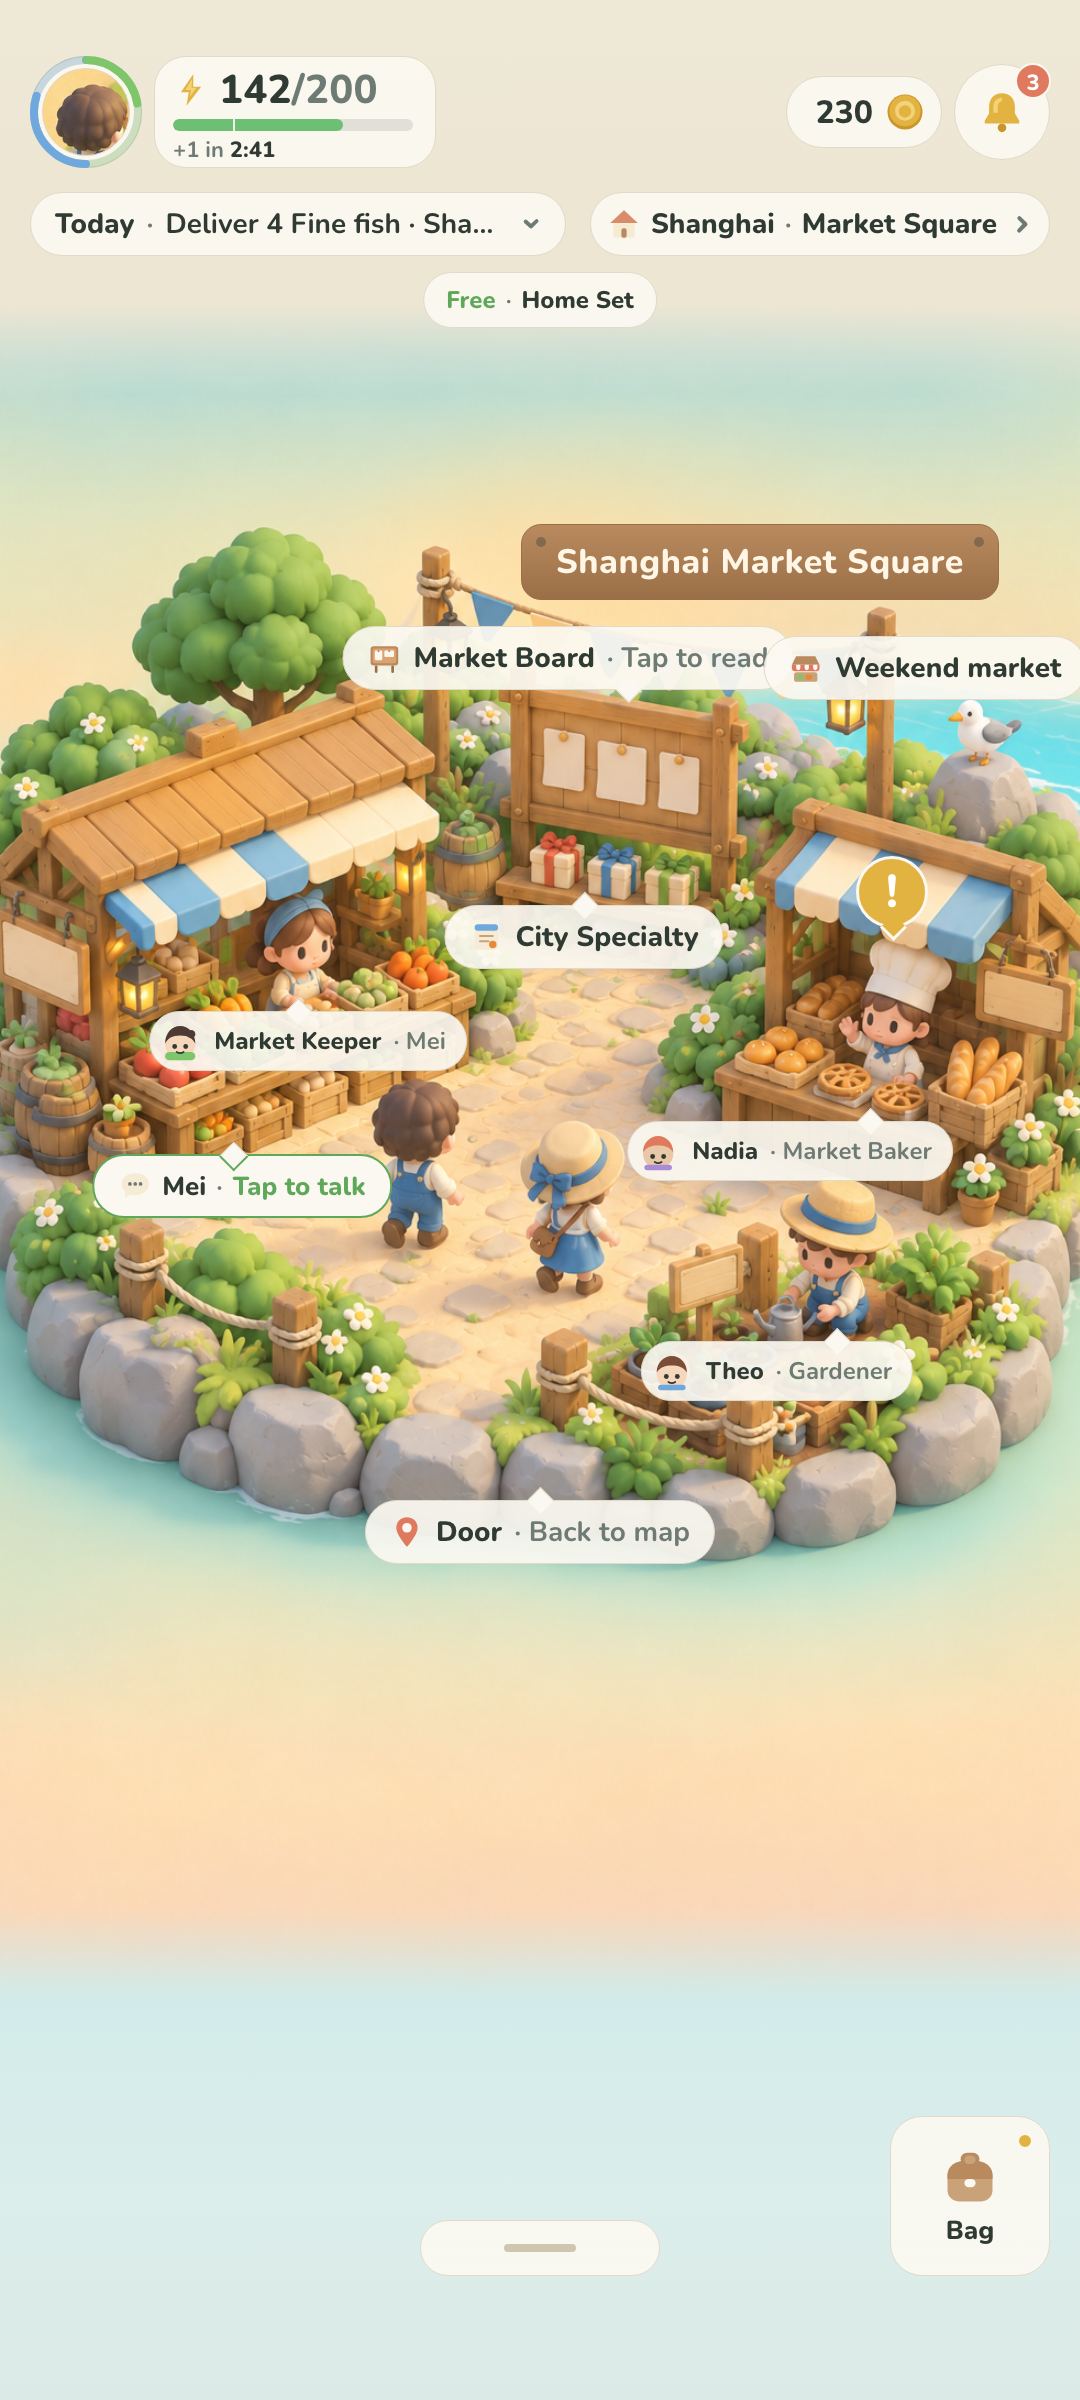 142/200
+1 in 2:41
230
3
Today · Deliver 4 Fine fish · Sha...
Shanghai · Market Square
Free · Home Set
Shanghai Market Square
Market Board · Tap to read
Weekend market
!
City Specialty
Market Keeper · Mei
Nadia · Market Baker
Mei · Tap to talk
Theo · Gardener
Door · Back to map
Bag